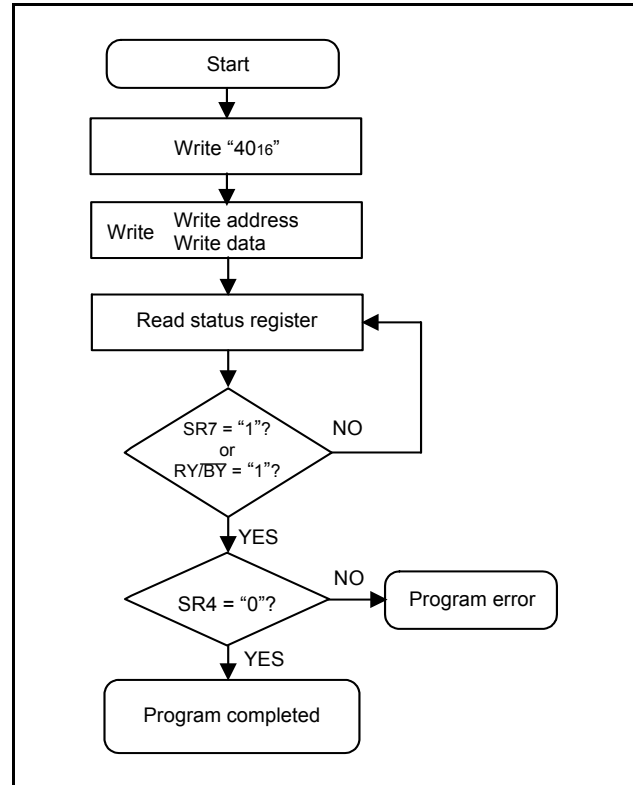 Start
Write “4016”
Write
Write address
Write data
Read status register
SR7 = “1”?
or
RY/BY = “1”?
NO
YES
SR4 = “0”?
NO
Program error
YES
Program completed